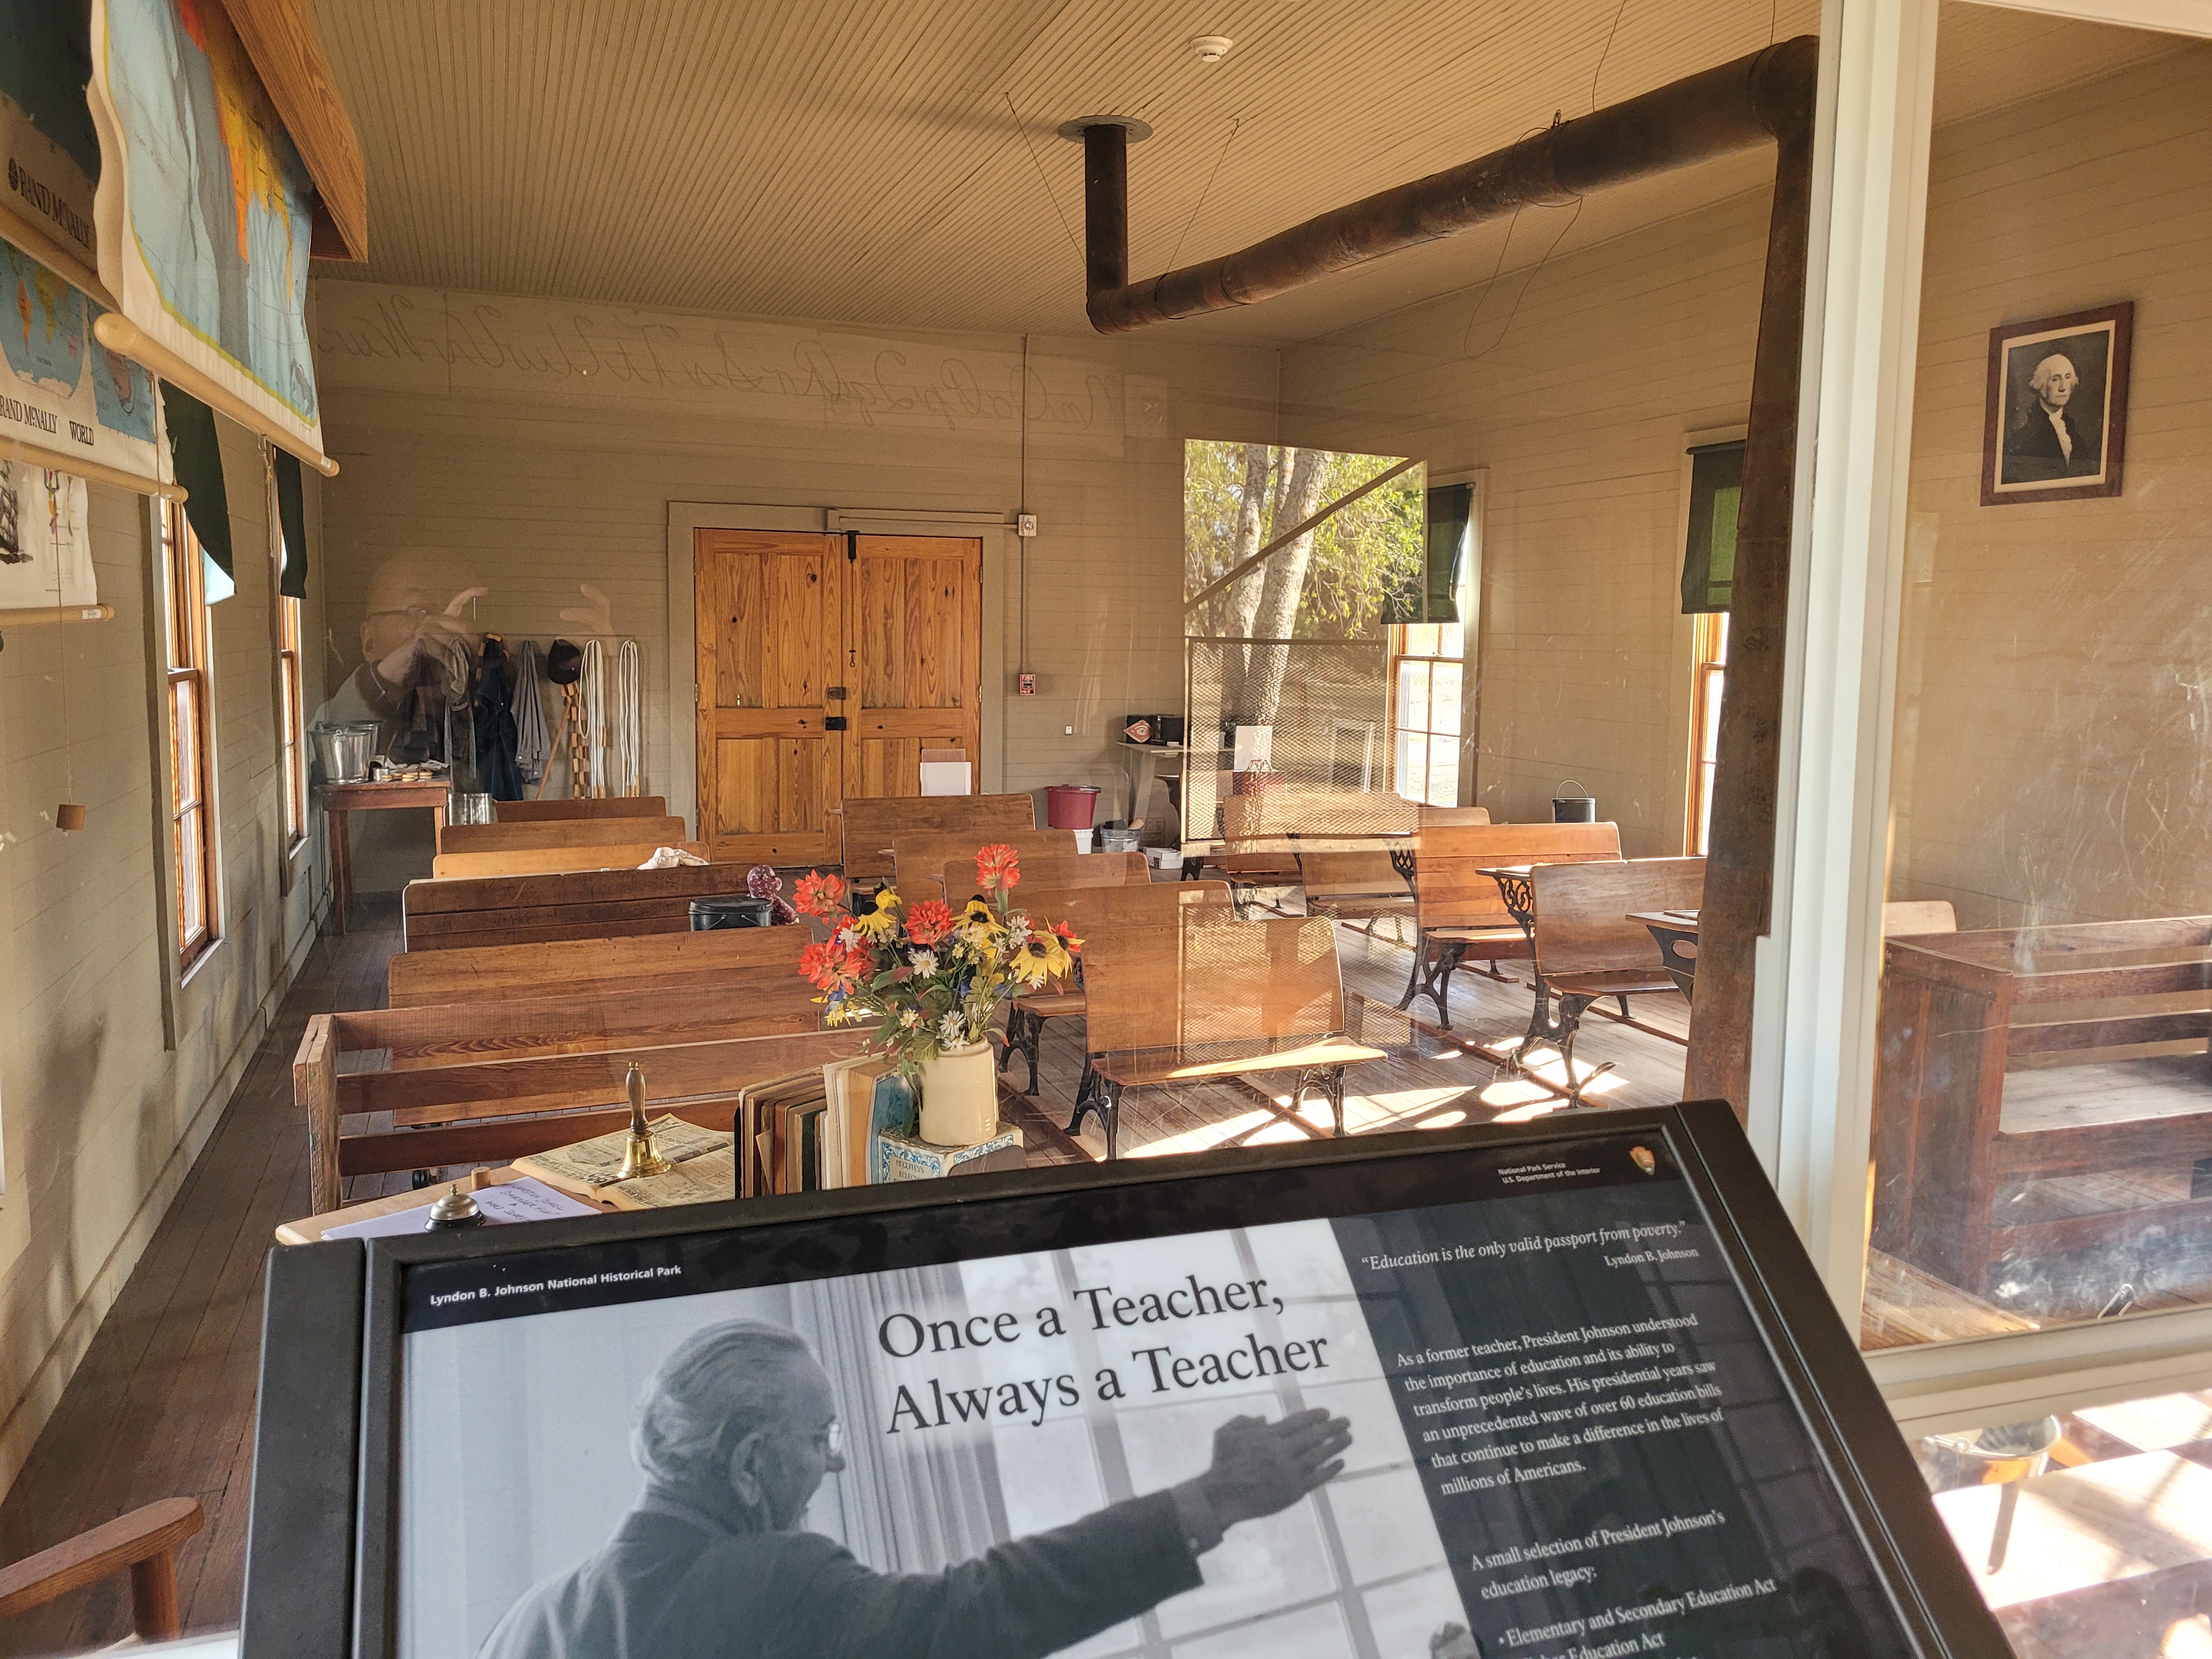 RAND McNALLY
RAND McNALLY WORLD
FIRE
National Park Service
U.S. Department of the Interior
Lyndon B. Johnson National Historical Park
Once a Teacher,
Always a Teacher
“Education is the only valid passport from poverty.”
Lyndon B. Johnson
As a former teacher, President Johnson understood
the importance of education and its ability to
transform people's lives. His presidential years saw
an unprecedented wave of over 60 education bills
that continue to make a difference in the lives of
millions of Americans.
A small selection of President Johnson's
education legacy:
• Elementary and Secondary Education Act
Education Act